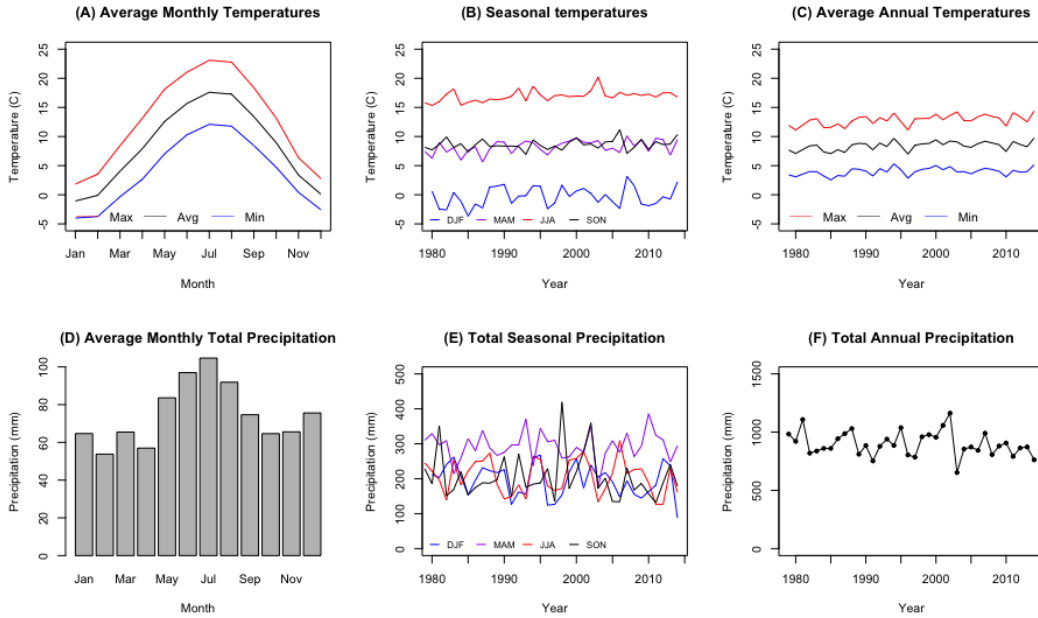 (A) Average Monthly Temperatures
Temperature (C)
25
20
15
10
5
0
-5
Max Avg Min
Jan Mar May Jul Sep Nov
Month
(B) Seasonal temperatures
Temperature (C)
25
20
15
10
5
0
-5
DJF MAM JJA SON
1980 1990 2000 2010
Year
(C) Average Annual Temperatures
Temperature (C)
25
20
15
10
5
0
-5
Max Avg Min
1980 1990 2000 2010
Year
(D) Average Monthly Total Precipitation
Precipitation (mm)
100
80
60
40
20
0
Jan Mar May Jul Sep Nov
Month
(E) Total Seasonal Precipitation
Precipitation (mm)
500
400
300
200
100
0
DJF MAM JJA SON
1980 1990 2000 2010
Year
(F) Total Annual Precipitation
Precipitation (mm)
1500
1000
500
0
1980 1990 2000 2010
Year